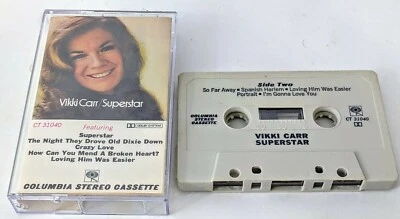 Vikki Carr Superstar
CT 31040
Featuring
Superstar
The Night They Drove Old Dixie Down
Crazy Love
How Can You Mend A Broken Heart?
Loving Him Was Easier
COLUMBIA STEREO CASSETTE
Side Two
So Far Away • Spanish Harlem • Loving Him Was Easier
Portrait • I'm Gonna Love You
COLUMBIA
STEREO
CASSETTE
CT 31040
VIKKI CARR
SUPERSTAR